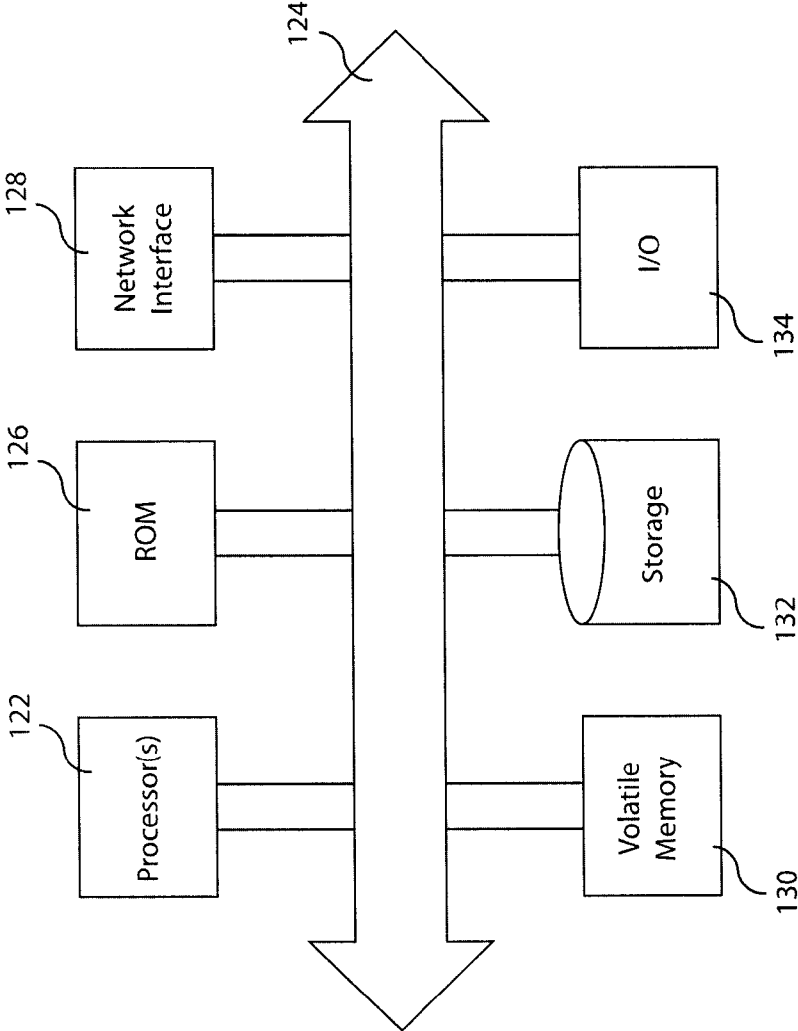 122
126
128
124
Processor(s)
ROM
Network
Interface
Volatile
Memory
Storage
I/O
130
132
134